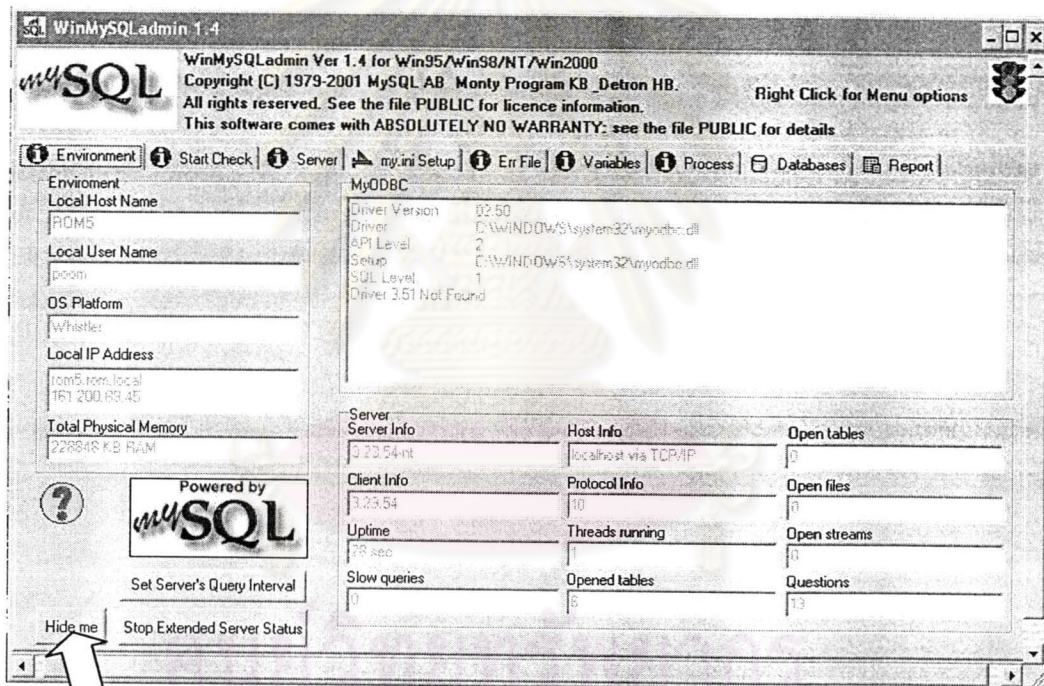 WinMySQLadmin 1.4
WinMySQLadmin Ver 1.4 for Win95/Win98/NT/Win2000
Copyright (C) 1979-2001 MySQL AB Monty Program KB_Detron HB.
All rights reserved. See the file PUBLIC for licence information.
This software comes with ABSOLUTELY NO WARRANTY: see the file PUBLIC for details
mySQL
Right Click for Menu options
Environment Start Check Server my.ini Setup Err File Variables Process Databases Report
Enviroment
Local Host Name
ROM5
Local User Name
poom
OS Platform
Whistler
Local IP Address
rom5.rom.local
161.200.69.45
Total Physical Memory
228848 KB RAM
MyODBC
Driver Version 02.50
Driver C:\WINDOWS\system32\myodbc.dll
API Level 2
Setup C:\WINDOWS\system32\myodbc.dll
SQL Level 1
Driver 3.51 Not Found
Powered by
mySQL
Set Server's Query Interval
Hide me Stop Extended Server Status
Server
Server Info Host Info Open tables
3.23.54-nt localhost via TCP/IP 0
Client Info Protocol Info Open files
3.23.54 10 0
Uptime Threads running Open streams
28 sec 1 0
Slow queries Opened tables Questions
0 6 13